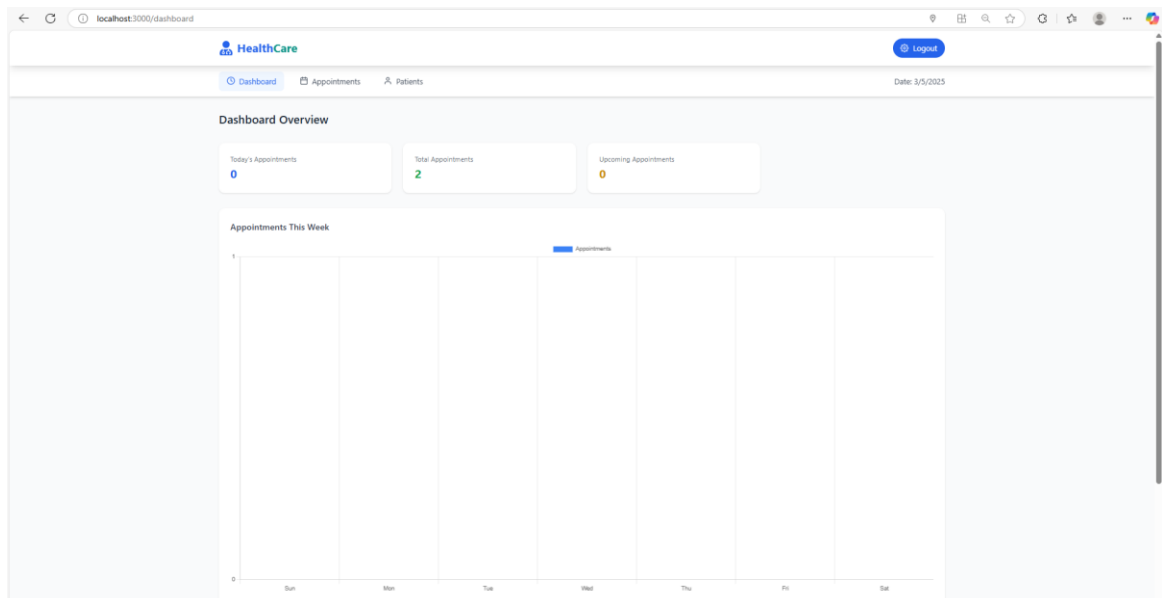 localhost:3000/dashboard
HealthCare
Logout
Dashboard Appointments Patients Date: 3/5/2025
Dashboard Overview
Today's Appointments Total Appointments Upcoming Appointments
0 2 0
Appointments This Week
Appointments
1
0
Sun Mon Tue Wed Thu Fri Sat